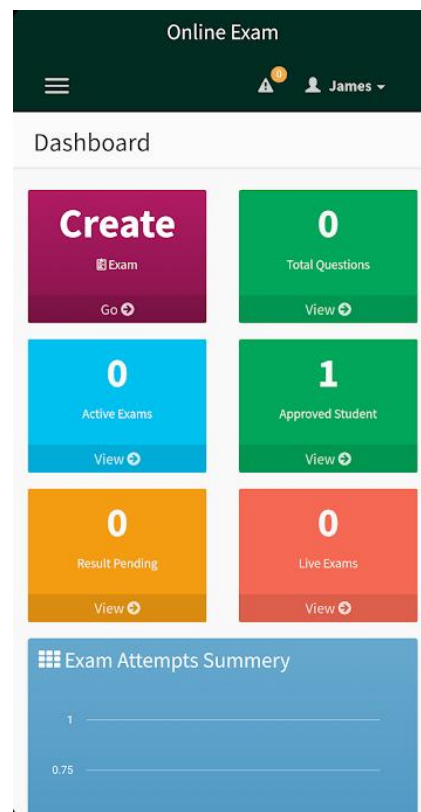 Online Exam
0
James
Dashboard
Create
Exam
Go
0
Total Questions
View
0
Active Exams
View
1
Approved Student
View
0
Result Pending
View
0
Live Exams
View
Exam Attempts Summery
1
0.75